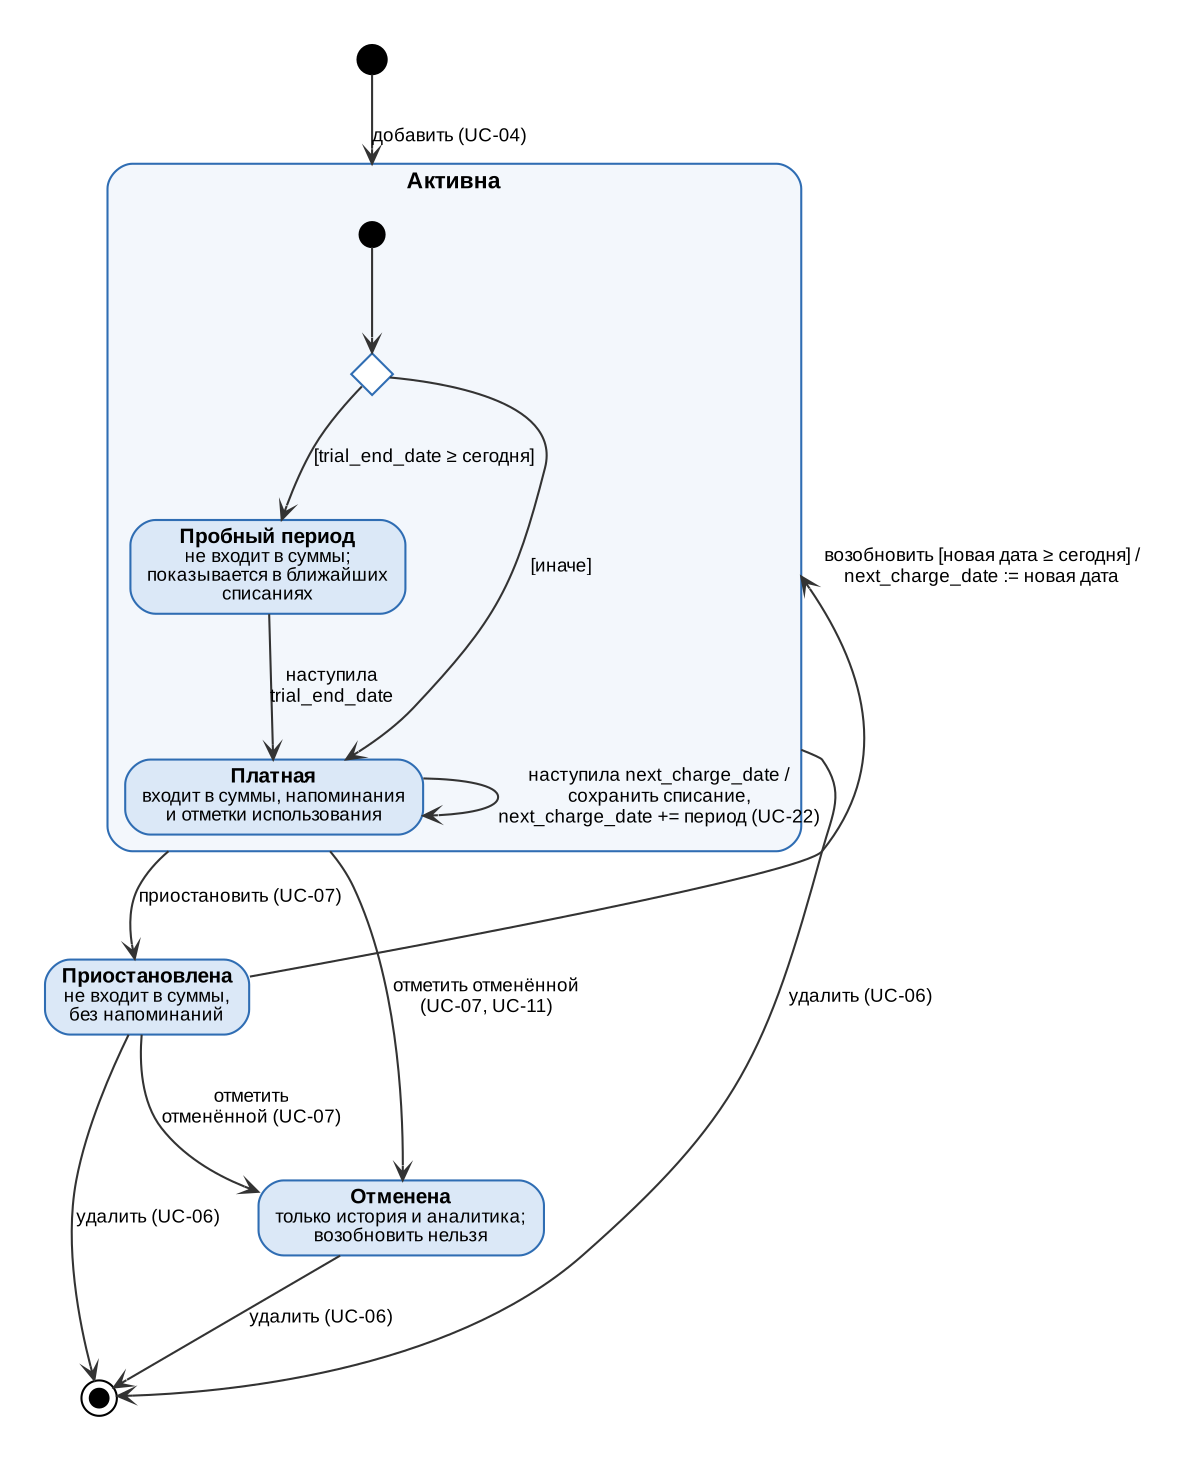 добавить (UC-04)
Активна
[trial_end_date ≥ сегодня]
Пробный период
не входит в суммы;
показывается в ближайших
списаниях
[иначе]
возобновить [новая дата ≥ сегодня] /
next_charge_date := новая дата
наступила
trial_end_date
Платная
входит в суммы, напоминания
и отметки использования
наступила next_charge_date /
сохранить списание,
next_charge_date += период (UC-22)
приостановить (UC-07)
Приостановлена
не входит в суммы,
без напоминаний
отметить отменённой
(UC-07, UC-11)
удалить (UC-06)
отметить
отменённой (UC-07)
Отменена
только история и аналитика;
возобновить нельзя
удалить (UC-06)
удалить (UC-06)